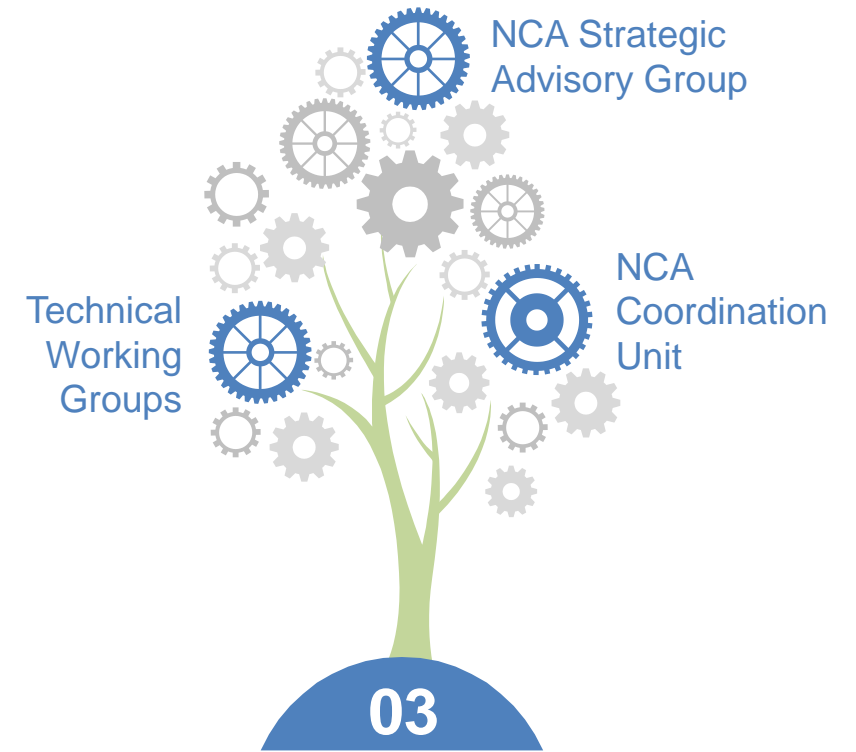 NCA Strategic
Advisory Group
NCA
Coordination
Unit
Technical
Working
Groups
03